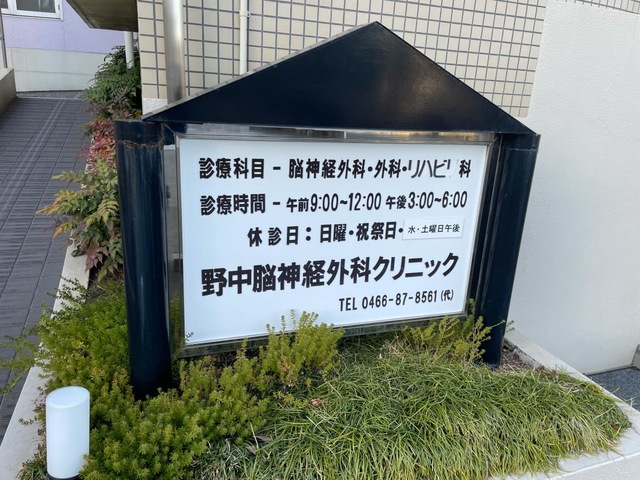 診療科目-脳神経外科・外科・リハビリ科
診療時間-午前9:00~12:00 午後3:00~6:00
休診日:日曜・祝祭日・水・土曜日午後
野中脳神経外科クリニック
TEL 0466-87-8561(代)